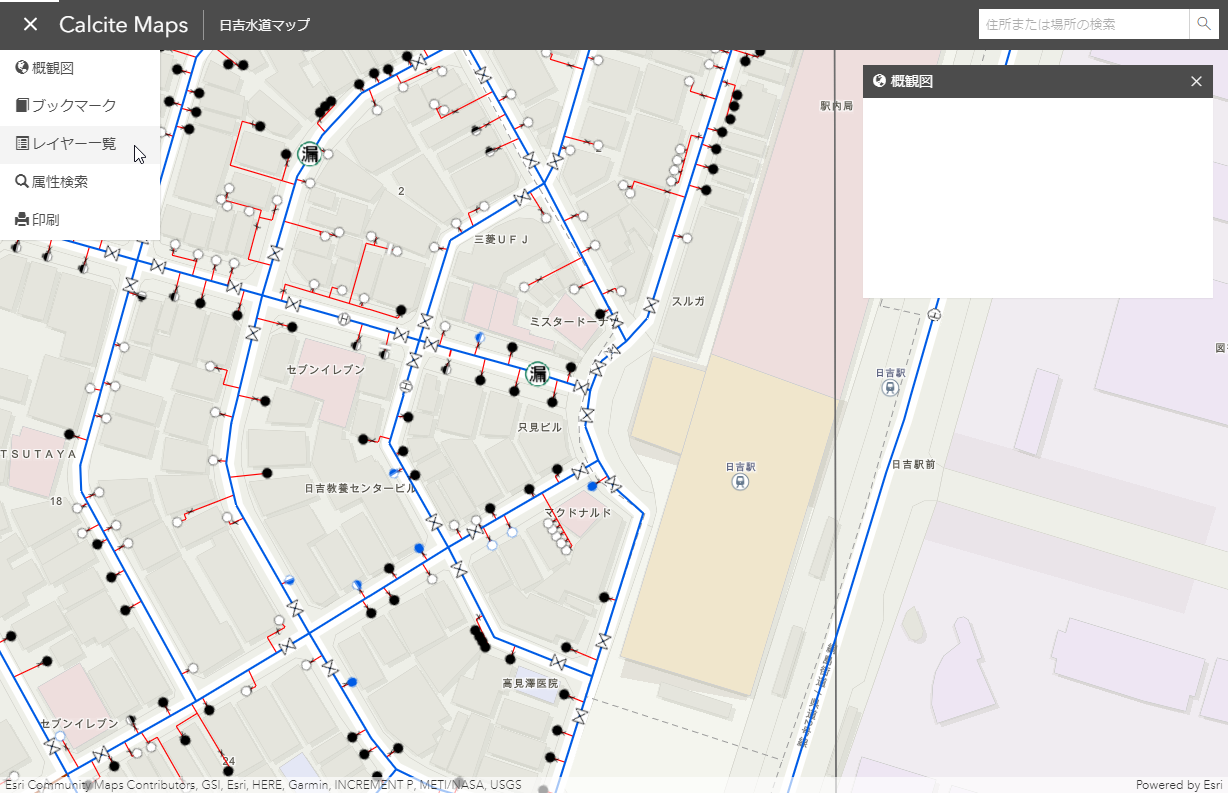 Calcite Maps
日吉水道マップ
住所または場所の検索
概観図
ブックマーク
レイヤー一覧
属性検索
印刷
概観図
駅内局
漏
2
三菱UFJ
スルガ
ミスタードーナツ
セブンイレブン
漏
日吉駅
只見ビル
TSUTAYA
日吉駅
日吉駅前
18
日吉教養センタービル
マクドナルド
高見澤医院
セブンイレブン
24
Esri Community Maps Contributors, GSI, Esri, HERE, Garmin, INCREMENT P, METI/NASA, USGS
Powered by Esri